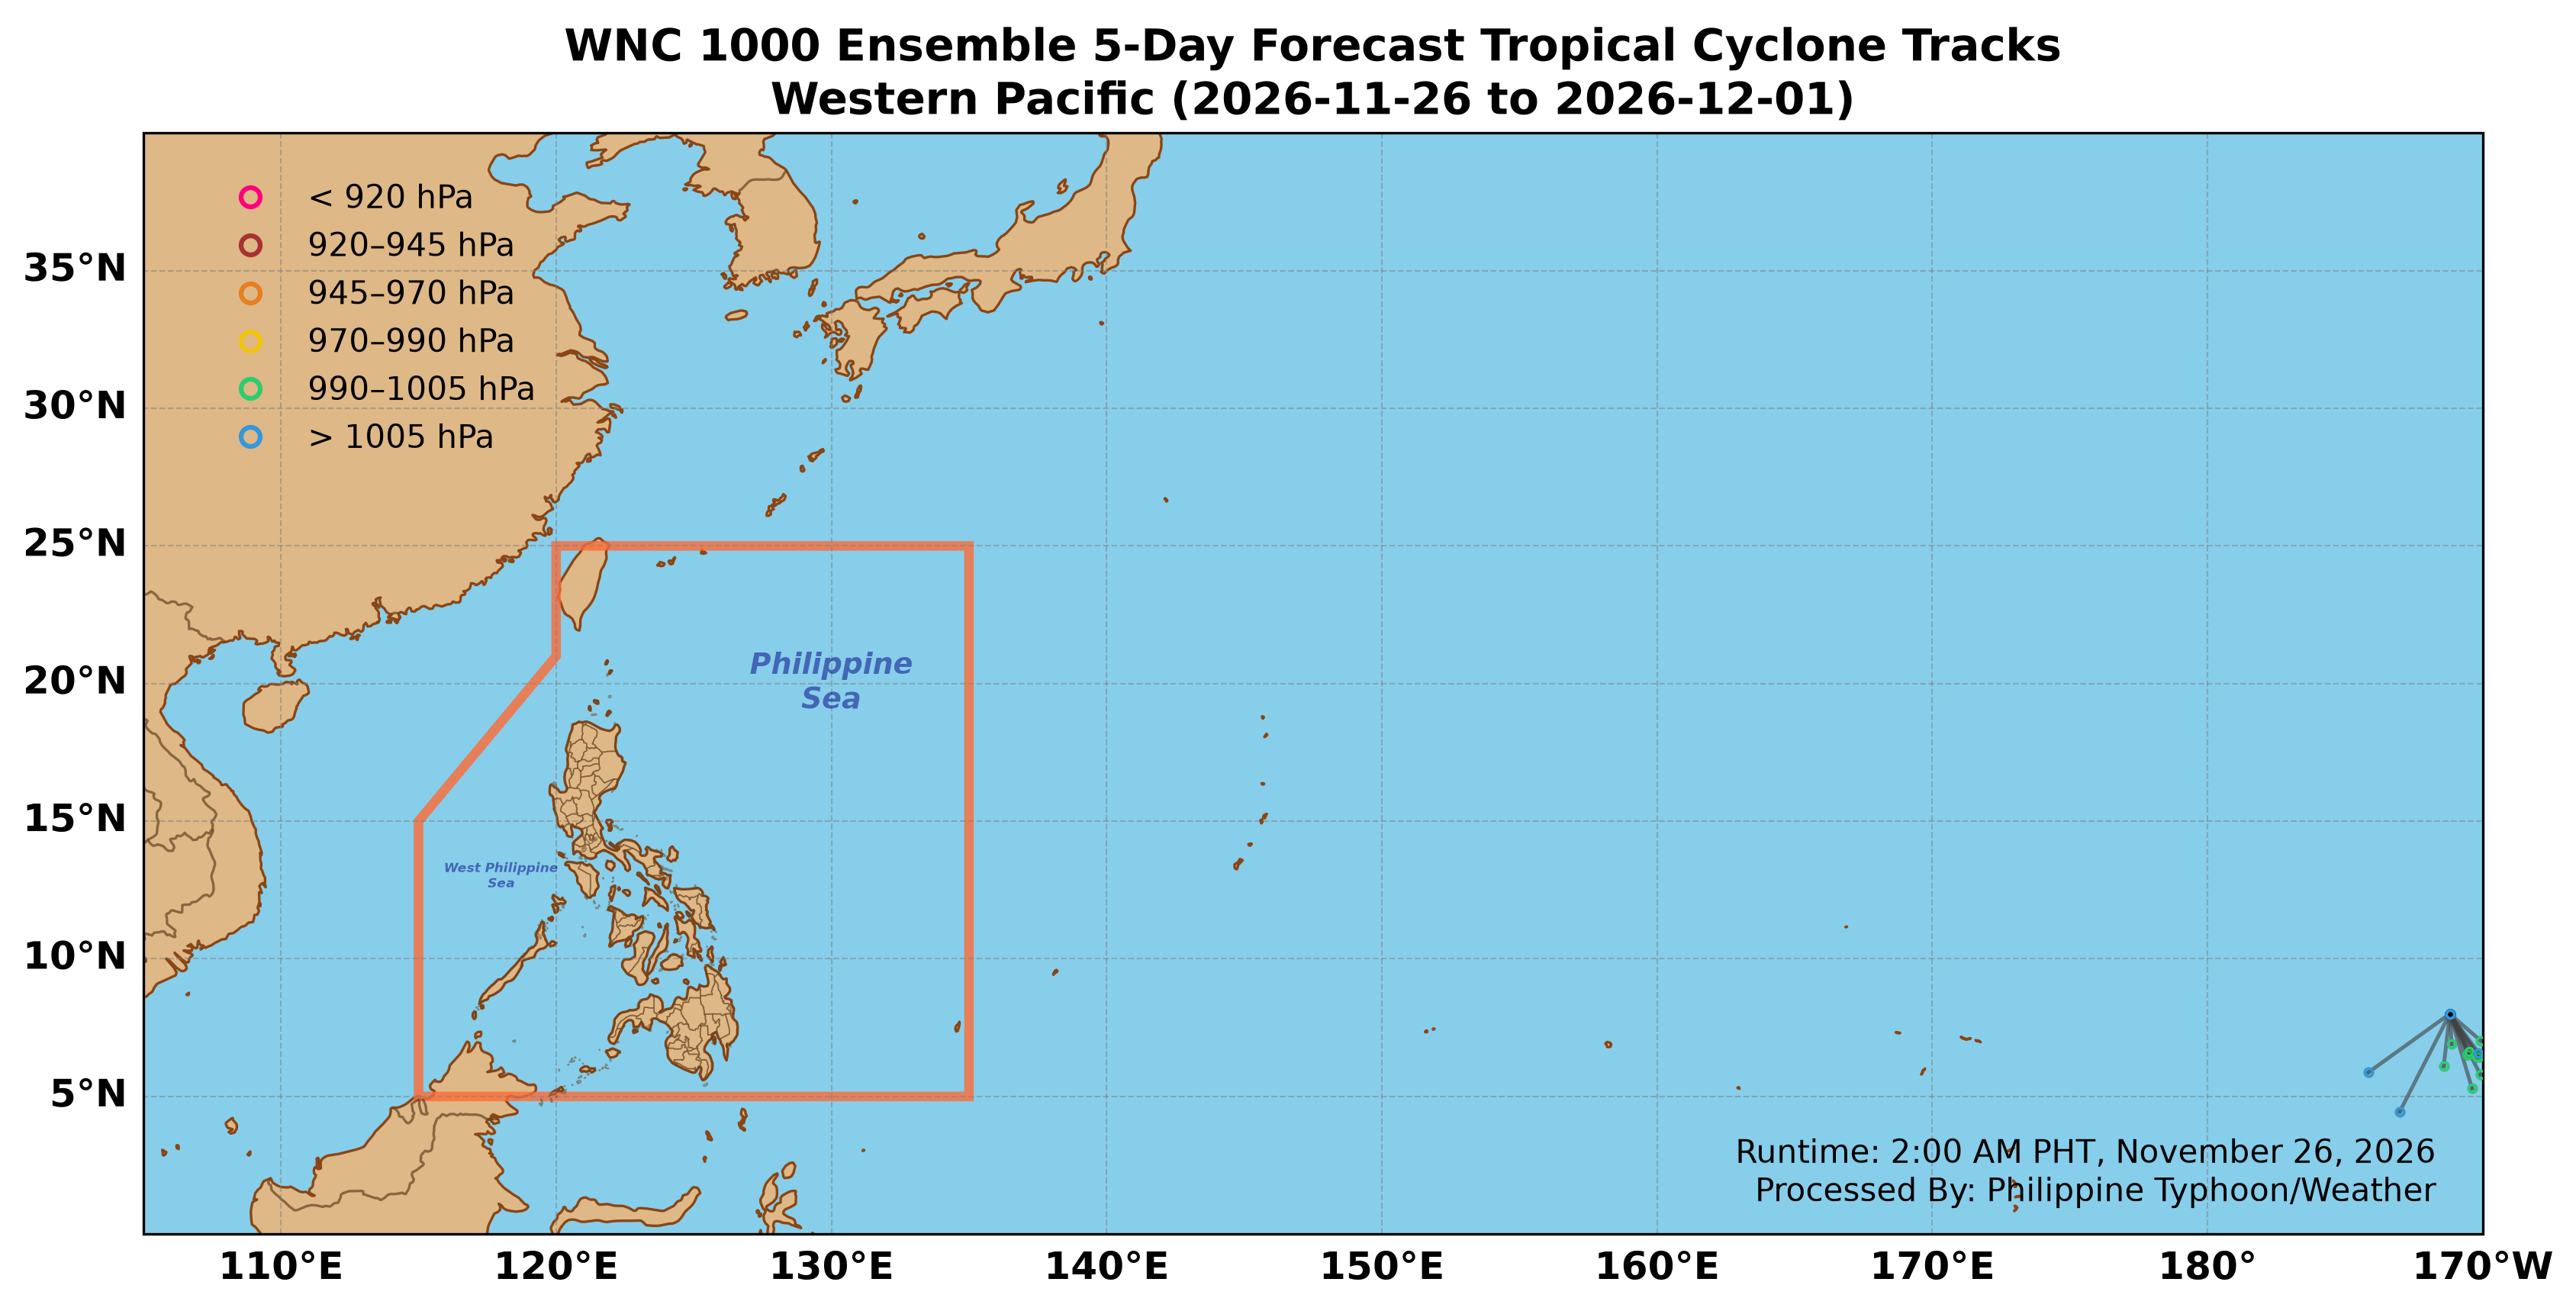 WNC 1000 Ensemble 5-Day Forecast Tropical Cyclone Tracks
Western Pacific (2026-11-26 to 2026-12-01)
< 920 hPa
920–945 hPa
945–970 hPa
970–990 hPa
990–1005 hPa
> 1005 hPa
35°N
30°N
25°N
20°N
15°N
10°N
5°N
Philippine
Sea
West Philippine
Sea
Runtime: 2:00 AM PHT, November 26, 2026
Processed By: Philippine Typhoon/Weather
110°E
120°E
130°E
140°E
150°E
160°E
170°E
180°
170°W